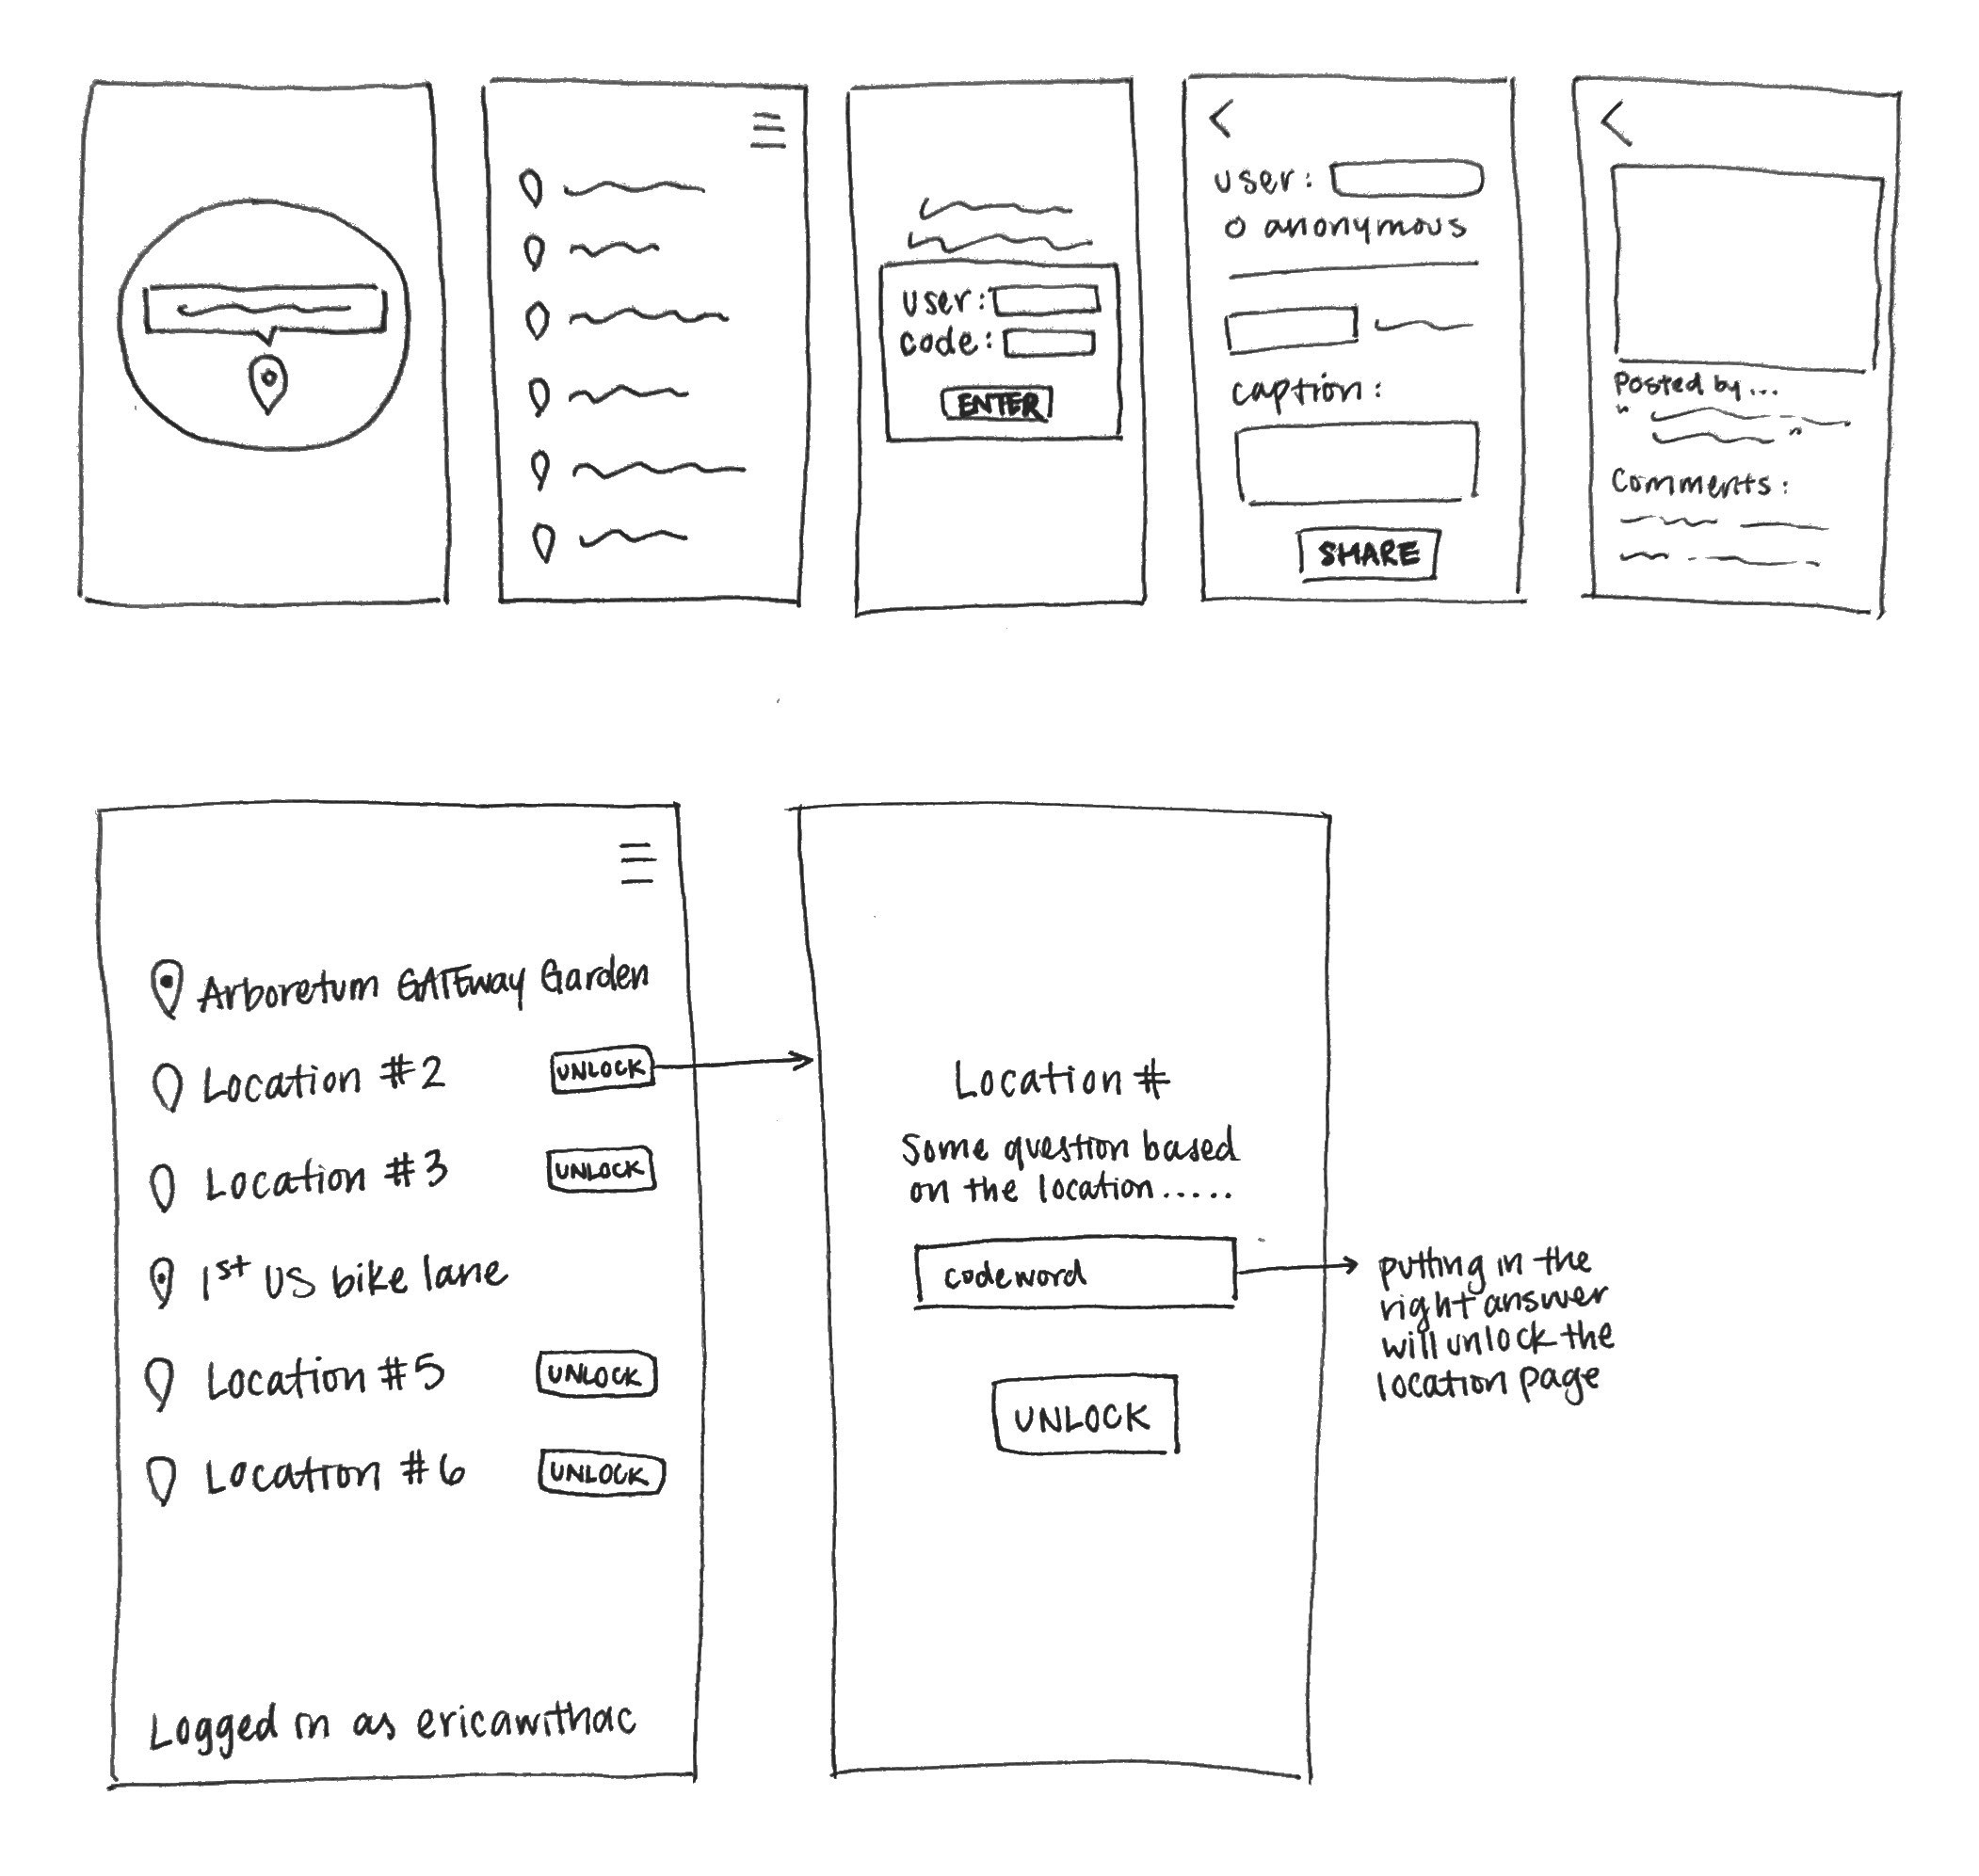 user:
code:
ENTER
<
user:
o anonymous
caption:
SHARE
<
Posted by...
" "
Comments:
Arboretum GATEway Garden
Location #2 UNLOCK
Location #3 UNLOCK
1st US bike lane
Location #5 UNLOCK
Location #6 UNLOCK
Logged in as ericawithac
Location #
Some question based
on the location.....
codeword
UNLOCK
putting in the
right answer
will unlock the
location page